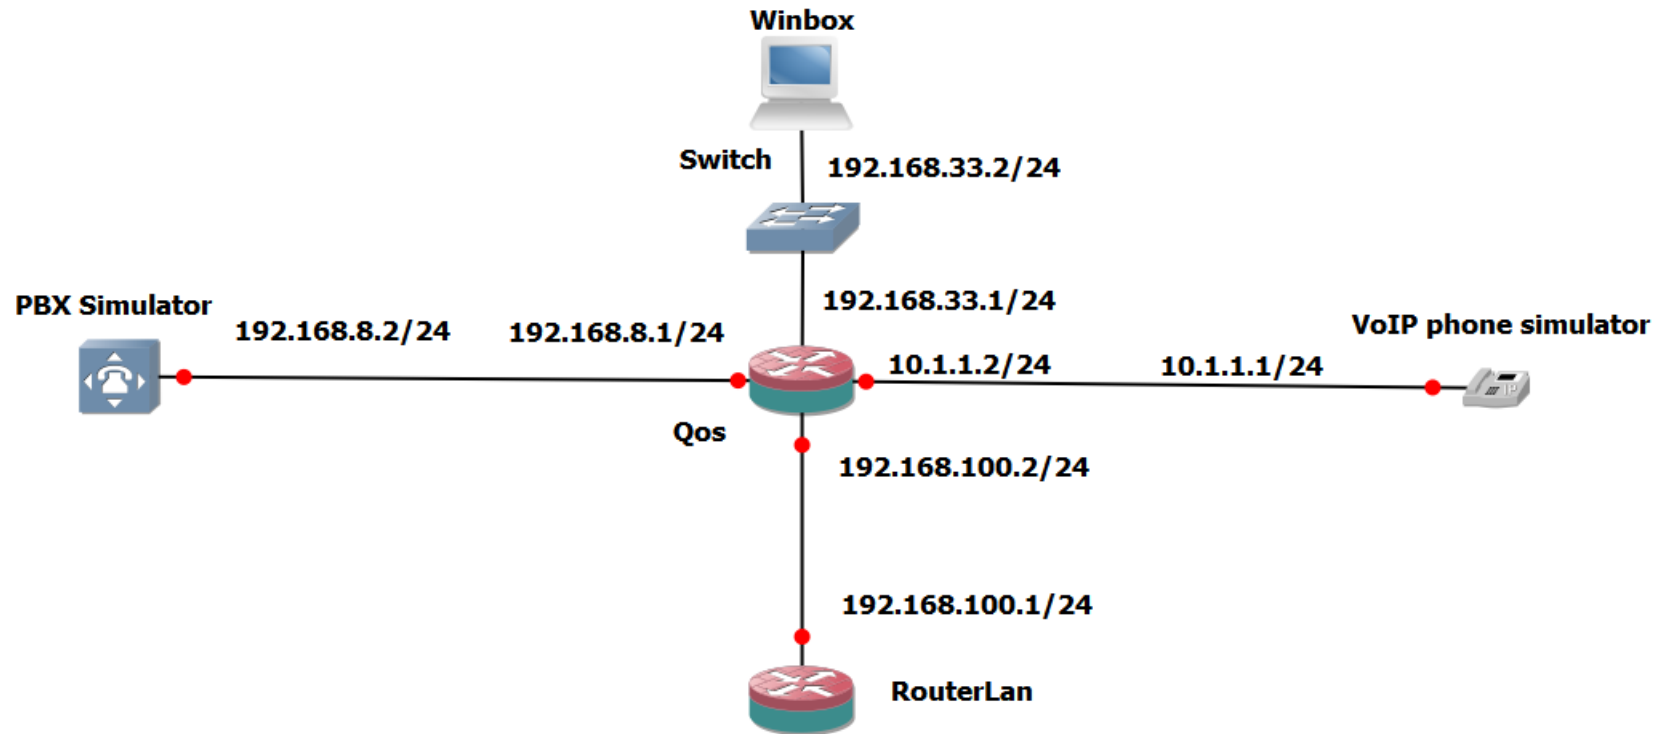 Winbox
Switch
192.168.33.2/24
192.168.33.1/24
PBX Simulator
192.168.8.2/24
192.168.8.1/24
VoIP phone simulator
10.1.1.2/24
10.1.1.1/24
Qos
192.168.100.2/24
192.168.100.1/24
RouterLan
IP